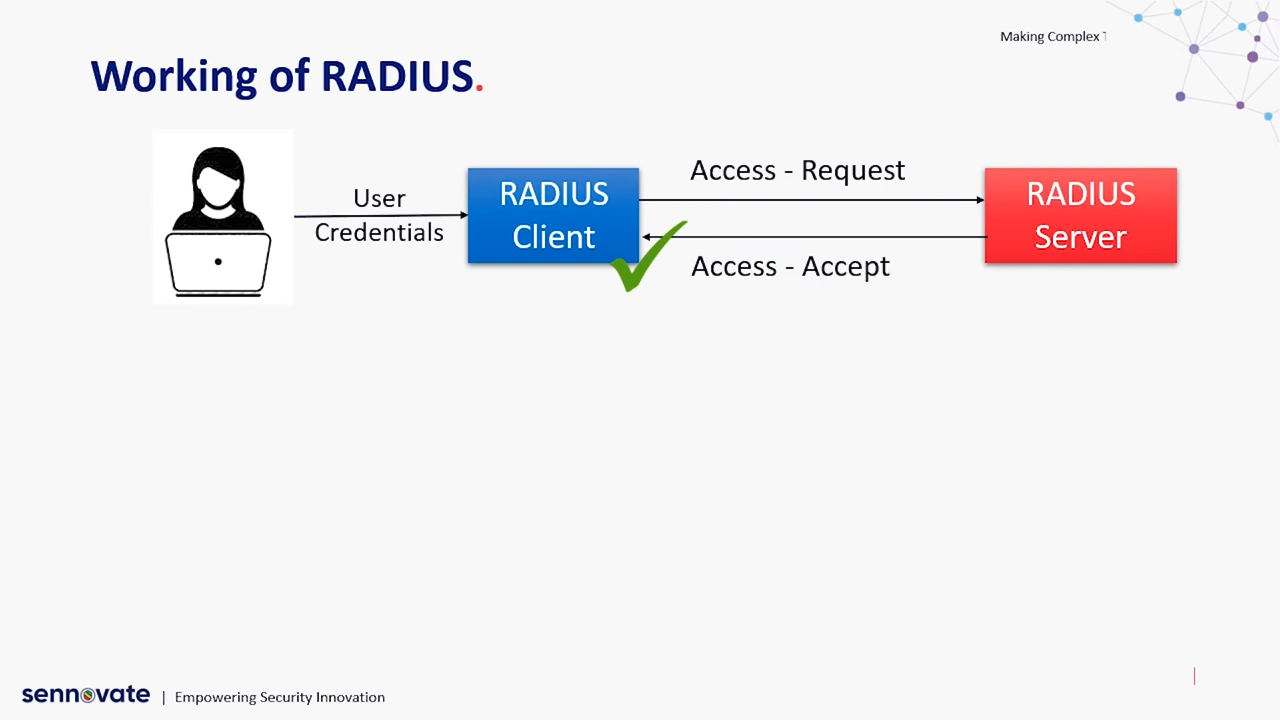 Making Complex
Working of RADIUS.
User
Credentials
RADIUS
Client
Access - Request
Access - Accept
RADIUS
Server
sennovate | Empowering Security Innovation